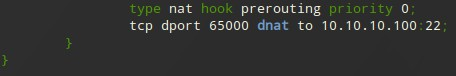 type nat hook prerouting priority 0;
tcp dport 65000 dnat to 10.10.10.100:22;
}
}